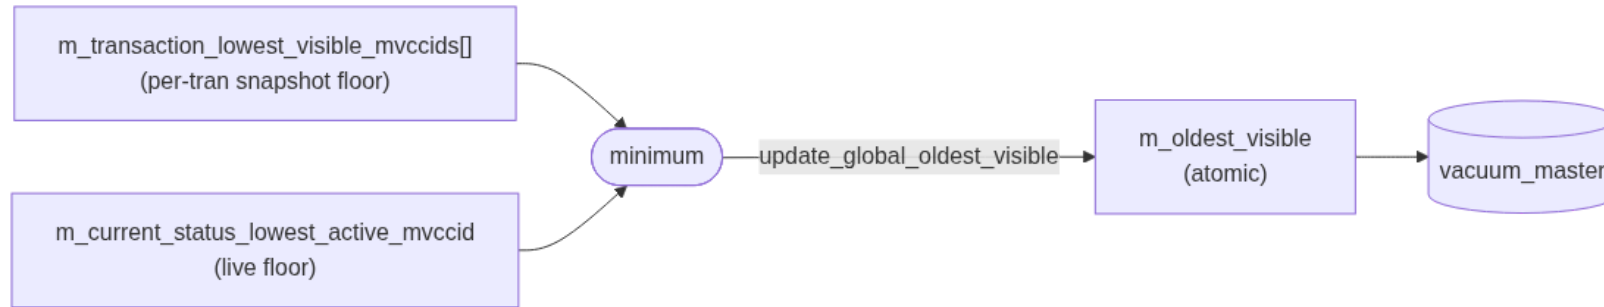 m_transaction_lowest_visible_mvccids[]
(per-tran snapshot floor)
m_current_status_lowest_active_mvccid
(live floor)
minimum
update_global_oldest_visible
m_oldest_visible
(atomic)
vacuum_master